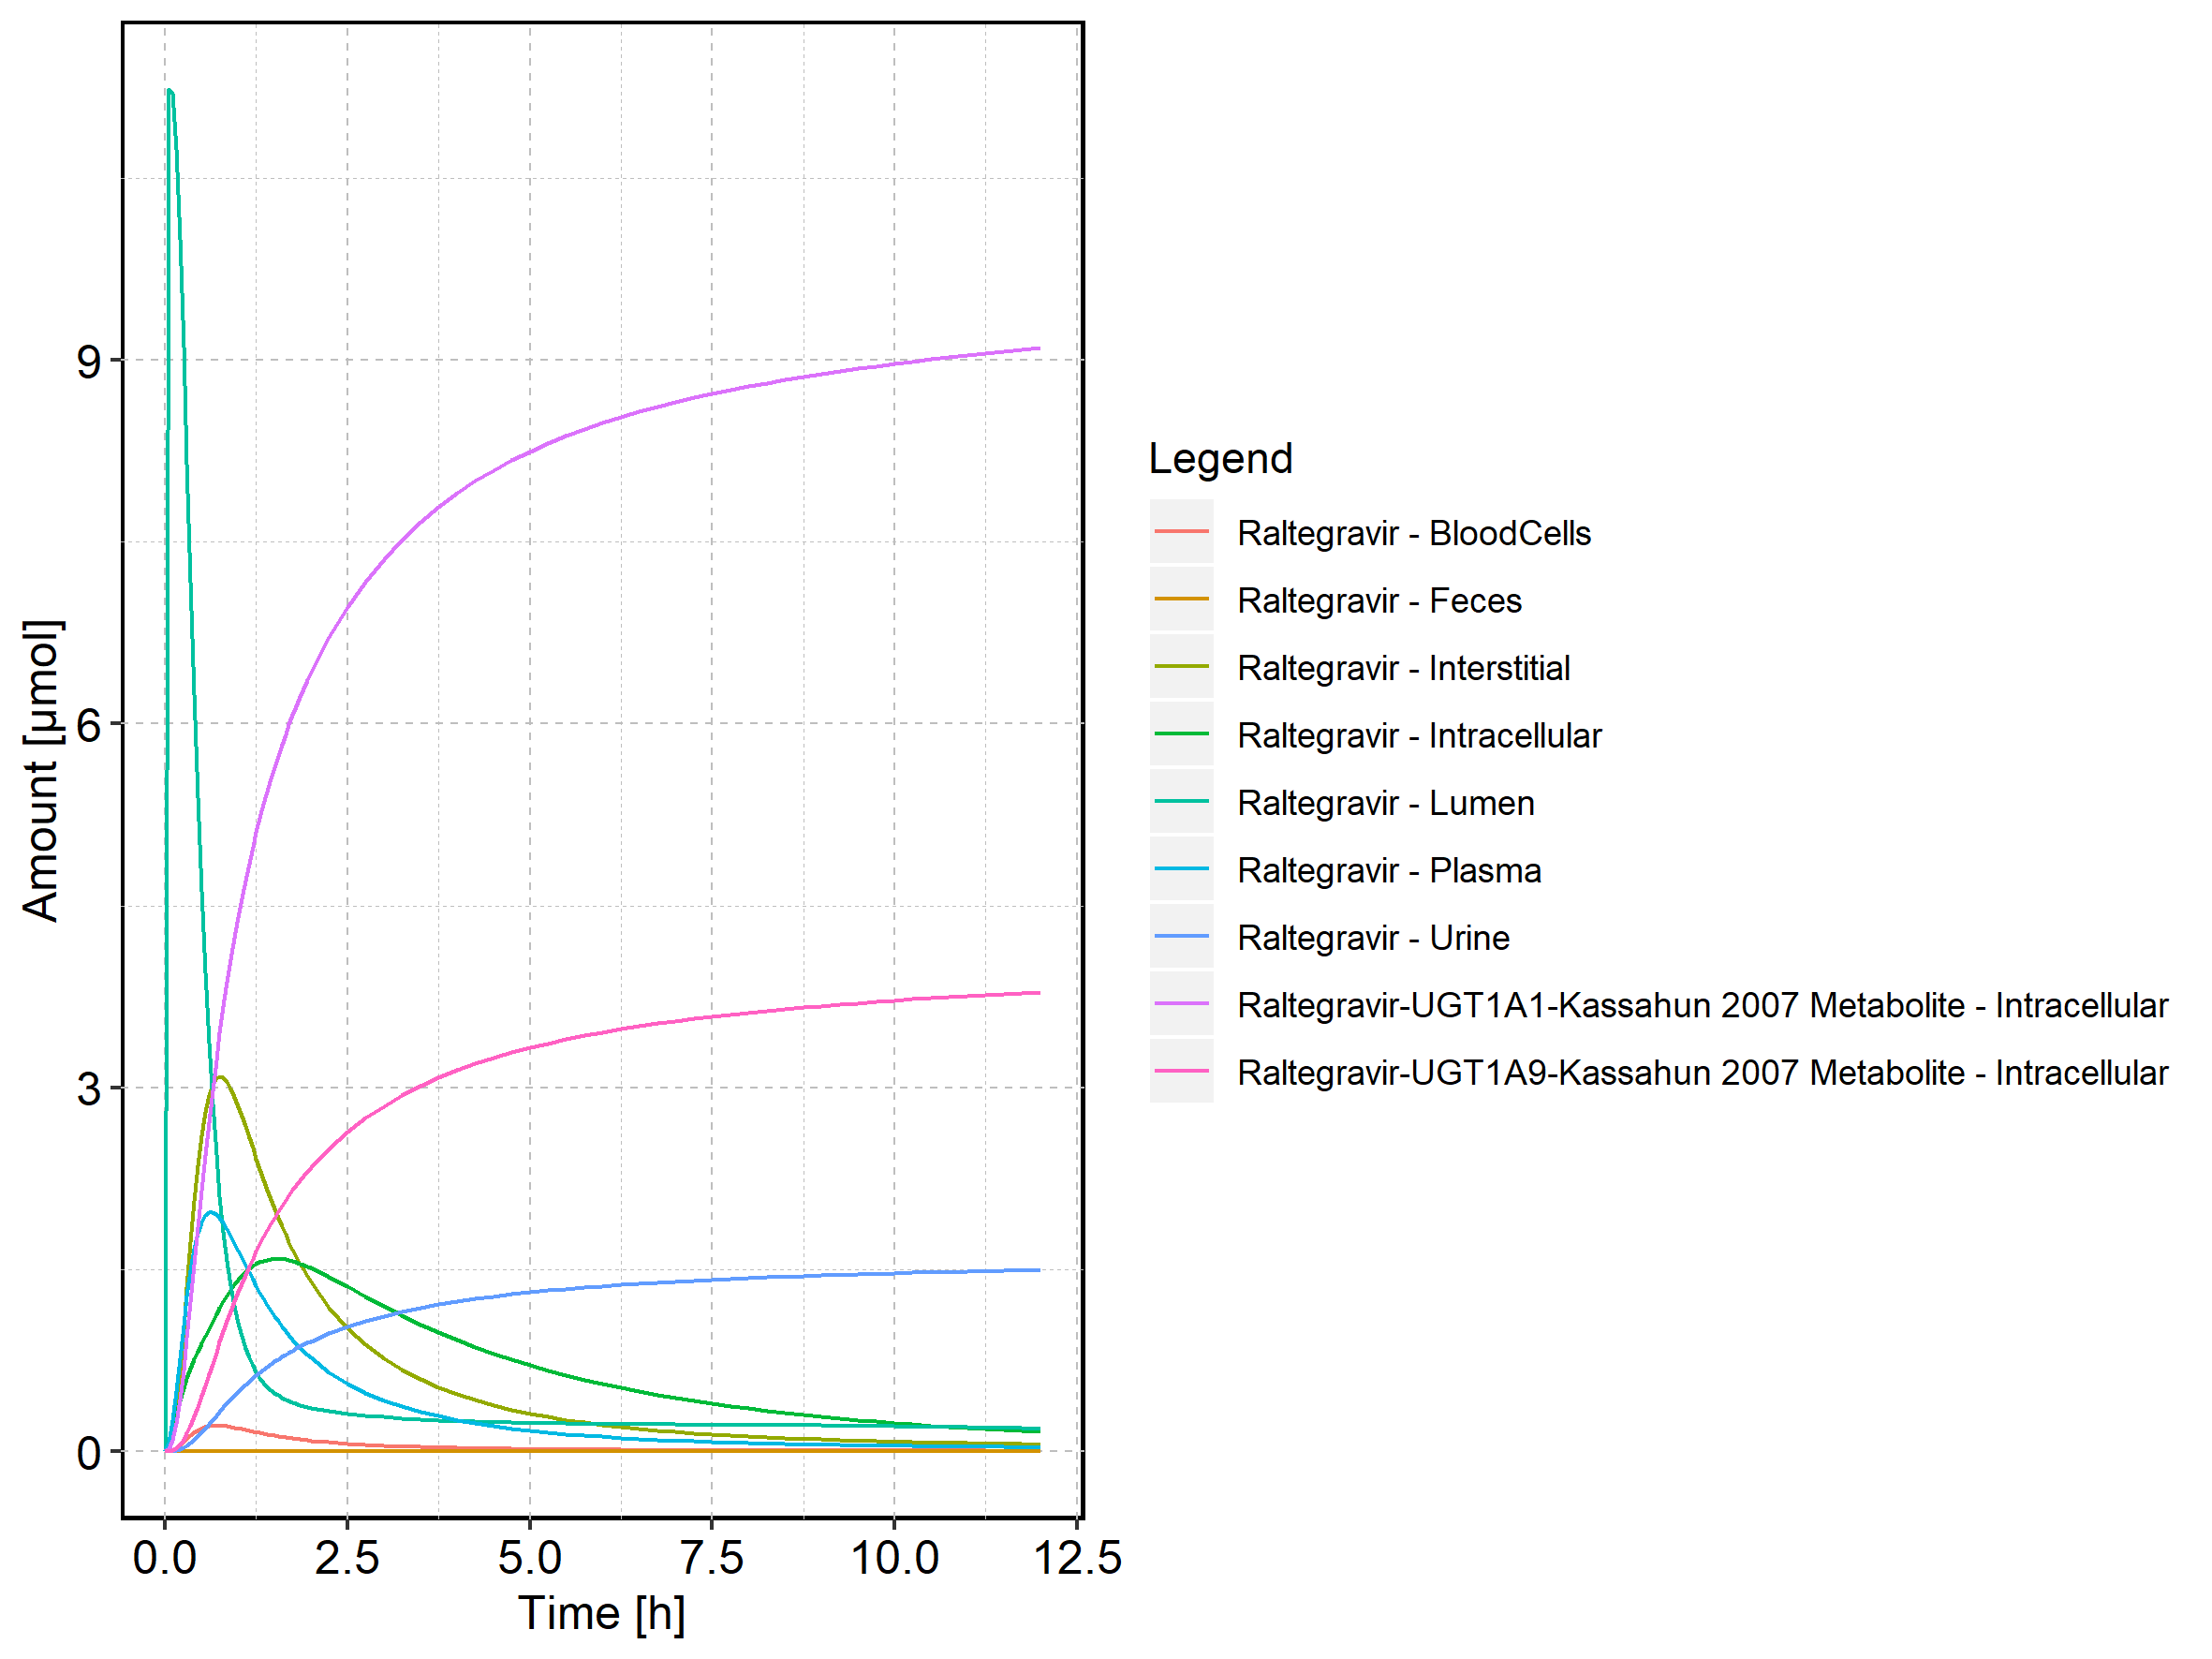 Amount [µmol]
9
6
3
0
0.0 2.5 5.0 7.5 10.0 12.5
Time [h]
Legend
Raltegravir - BloodCells
Raltegravir - Feces
Raltegravir - Interstitial
Raltegravir - Intracellular
Raltegravir - Lumen
Raltegravir - Plasma
Raltegravir - Urine
Raltegravir-UGT1A1-Kassahun 2007 Metabolite - Intracellular
Raltegravir-UGT1A9-Kassahun 2007 Metabolite - Intracellular